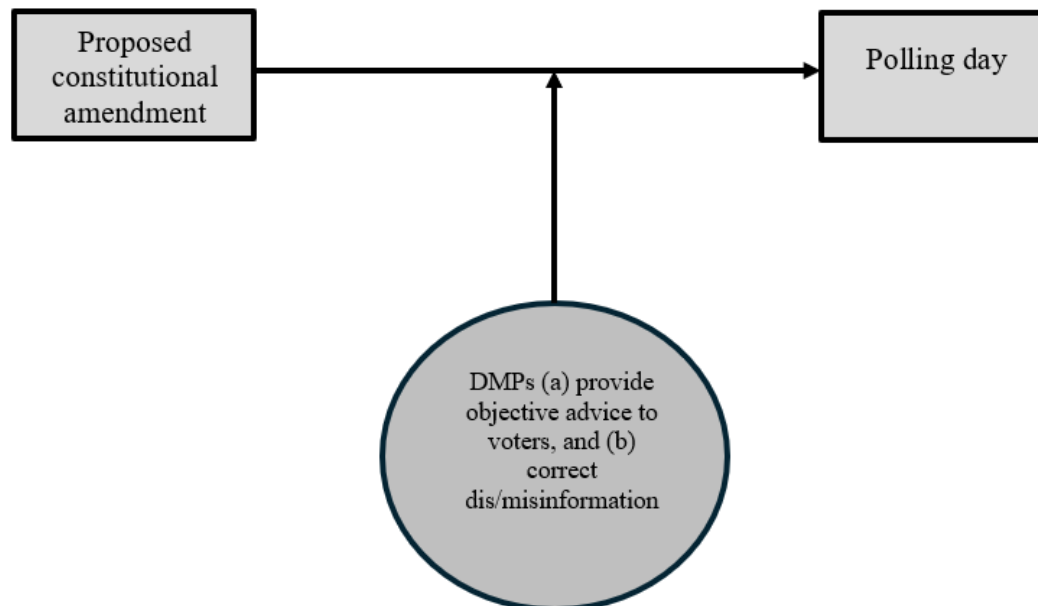 Proposed
constitutional
amendment
Polling day
DMPs (a) provide
objective advice to
voters, and (b)
correct
dis/misinformation